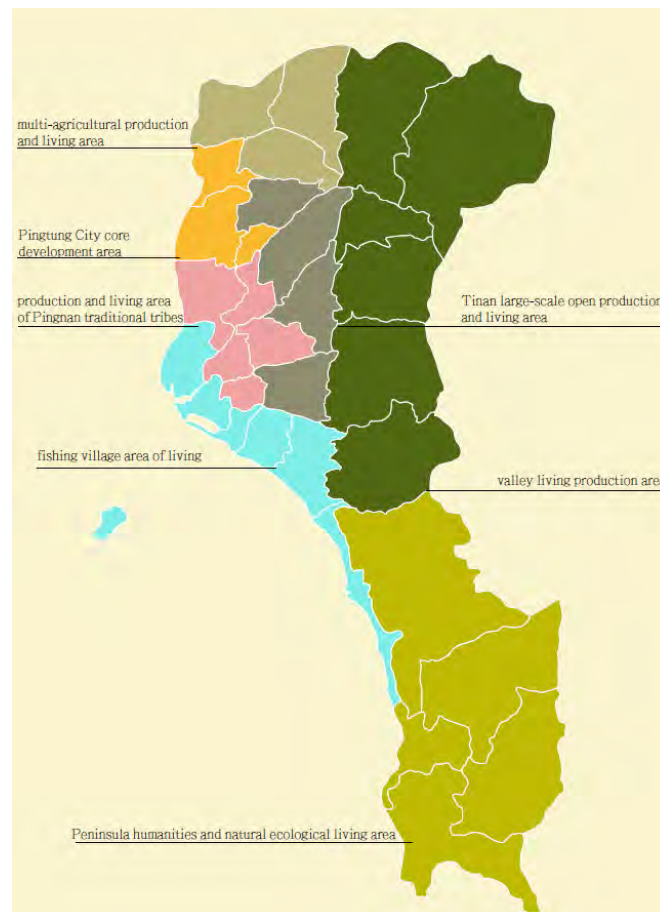 multi-agricultural production
and living area
Pingtung City core
development area
production and living area
of Pingnan traditional tribes
Tinan large-scale open production
and living area
fishing village area of living
valley living production area
Peninsula humanities and natural ecological living area